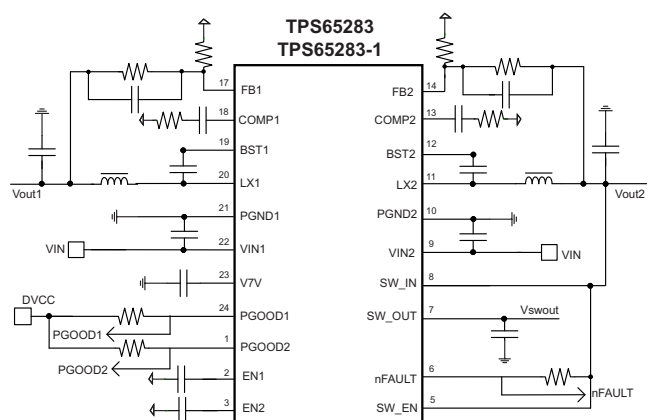 TPS65283
TPS65283-1
17
FB1
18
COMP1
19
BST1
20
LX1
Vout1
21
PGND1
VIN
22
VIN1
23
V7V
DVCC
24
PGOOD1
PGOOD1
1
PGOOD2
PGOOD2
2
EN1
3
EN2
FB2
14
COMP2
13
BST2
12
LX2
11
Vout2
PGND2
10
VIN2
9
VIN
SW_IN
8
SW_OUT
7
Vswout
nFAULT
6
nFAULT
SW_EN
5